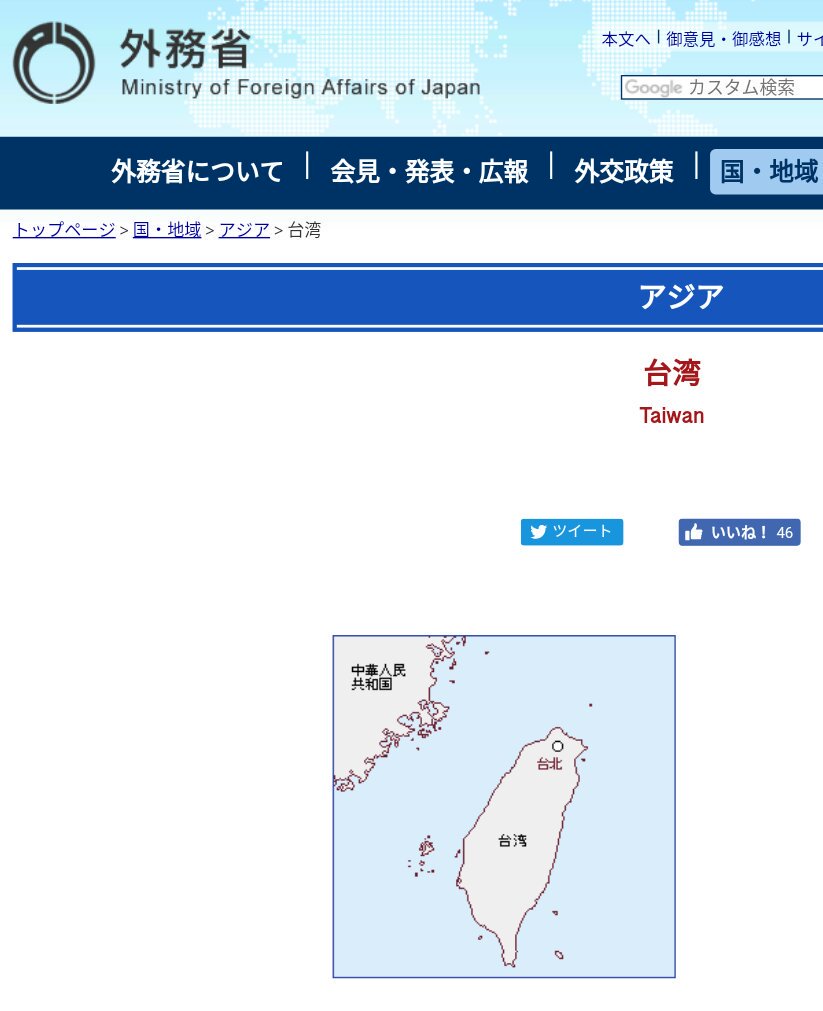 外務省
Ministry of Foreign Affairs of Japan
本文へ | 御意見・御感想 | サイ
Google カスタム検索
外務省について | 会見・発表・広報 | 外交政策 | 国・地域
トップページ > 国・地域 > アジア > 台湾
アジア
台湾
Taiwan
ツイート
いいね！ 46
中華人民
共和国
台北
台湾